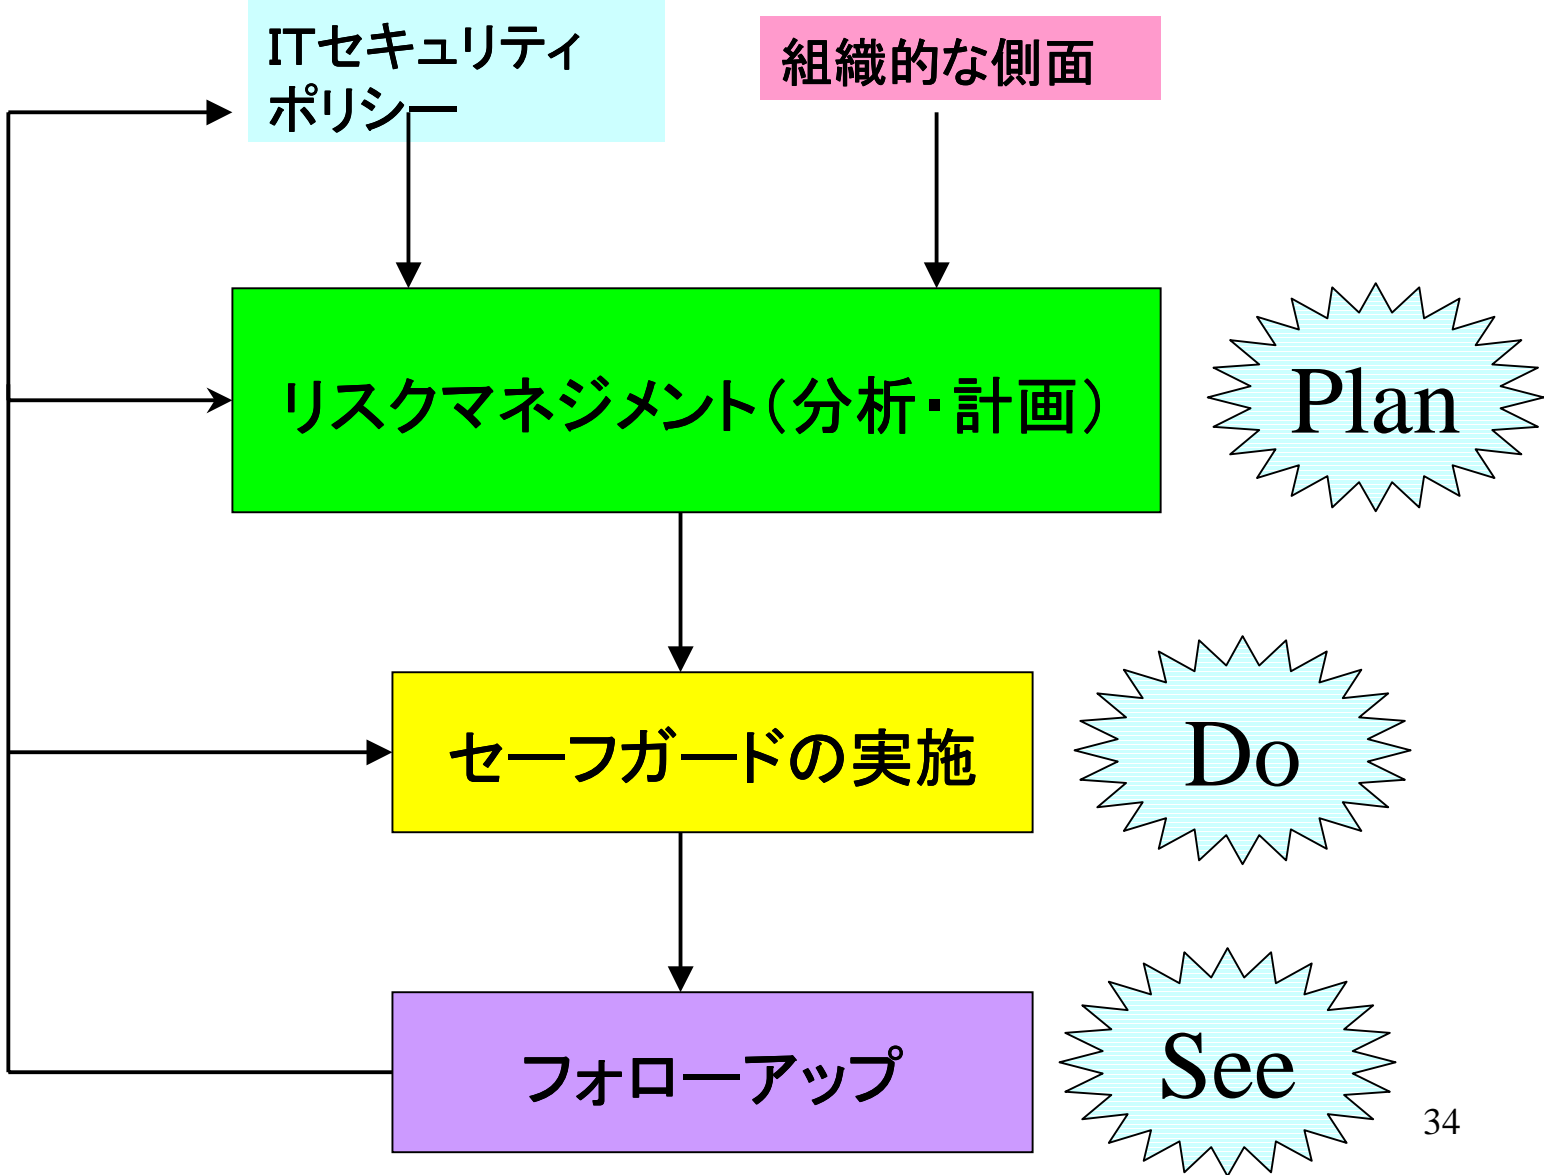 ITセキュリティ
ポリシー
組織的な側面
リスクマネジメント（分析・計画）
Plan
セーフガードの実施
Do
フォローアップ
See
34